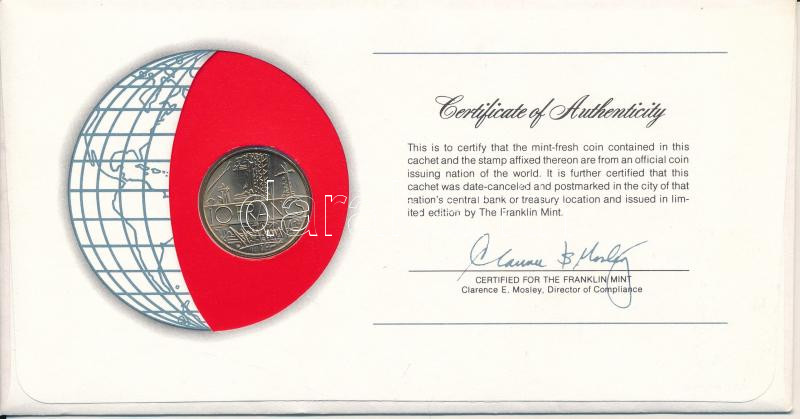 Certificate of Authenticity
This is to certify that the mint-fresh coin contained in this
cachet and the stamp affixed thereon are from an official coin
issuing nation of the world. It is further certified that this
cachet was date-canceled and postmarked in the city of that
nation's central bank or treasury location and issued in lim-
ited edition by The Franklin Mint.
10 FRANCS
CERTIFIED FOR THE FRANKLIN MINT
Clarence E. Mosley, Director of Compliance